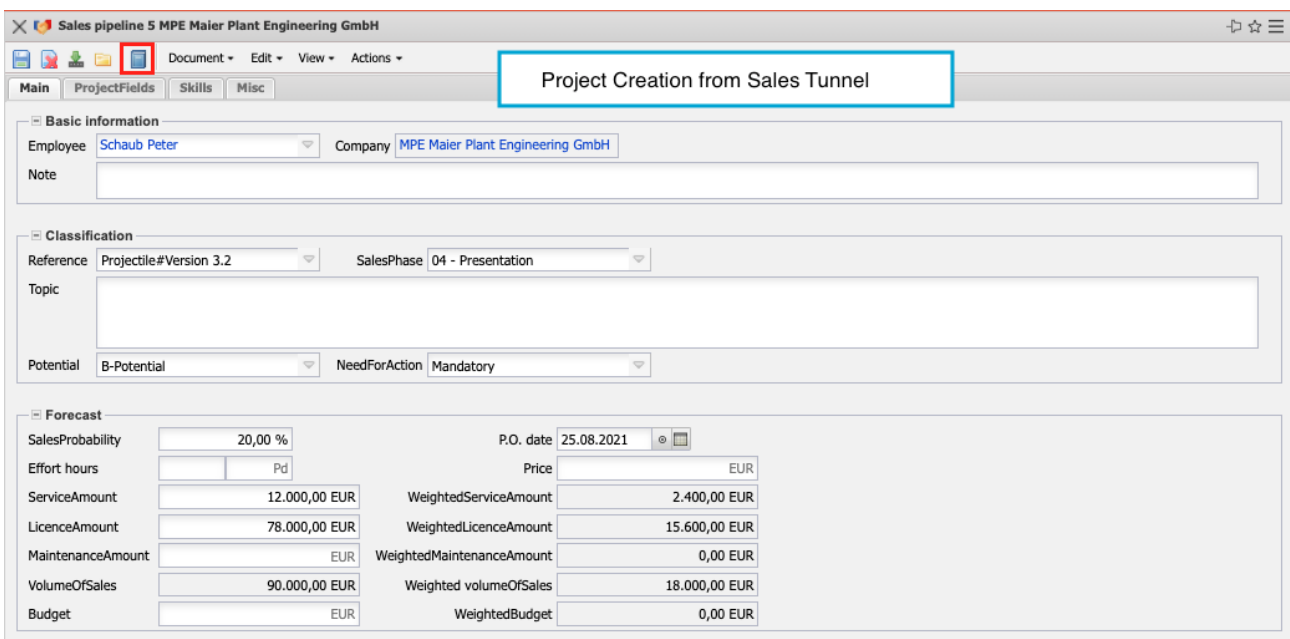 Sales pipeline 5 MPE Maier Plant Engineering GmbH
Document Edit View Actions
Project Creation from Sales Tunnel
Main ProjectFields Skills Misc
Basic information
Employee Schaub Peter Company MPE Maier Plant Engineering GmbH
Note
Classification
Reference Projectile#Version 3.2 SalesPhase 04 - Presentation
Topic
Potential B-Potential NeedForAction Mandatory
Forecast
SalesProbability 20,00 % P.O. date 25.08.2021
Effort hours Pd Price EUR
ServiceAmount 12.000,00 EUR WeightedServiceAmount 2.400,00 EUR
LicenceAmount 78.000,00 EUR WeightedLicenceAmount 15.600,00 EUR
MaintenanceAmount EUR WeightedMaintenanceAmount 0,00 EUR
VolumeOfSales 90.000,00 EUR Weighted volumeOfSales 18.000,00 EUR
Budget EUR WeightedBudget 0,00 EUR